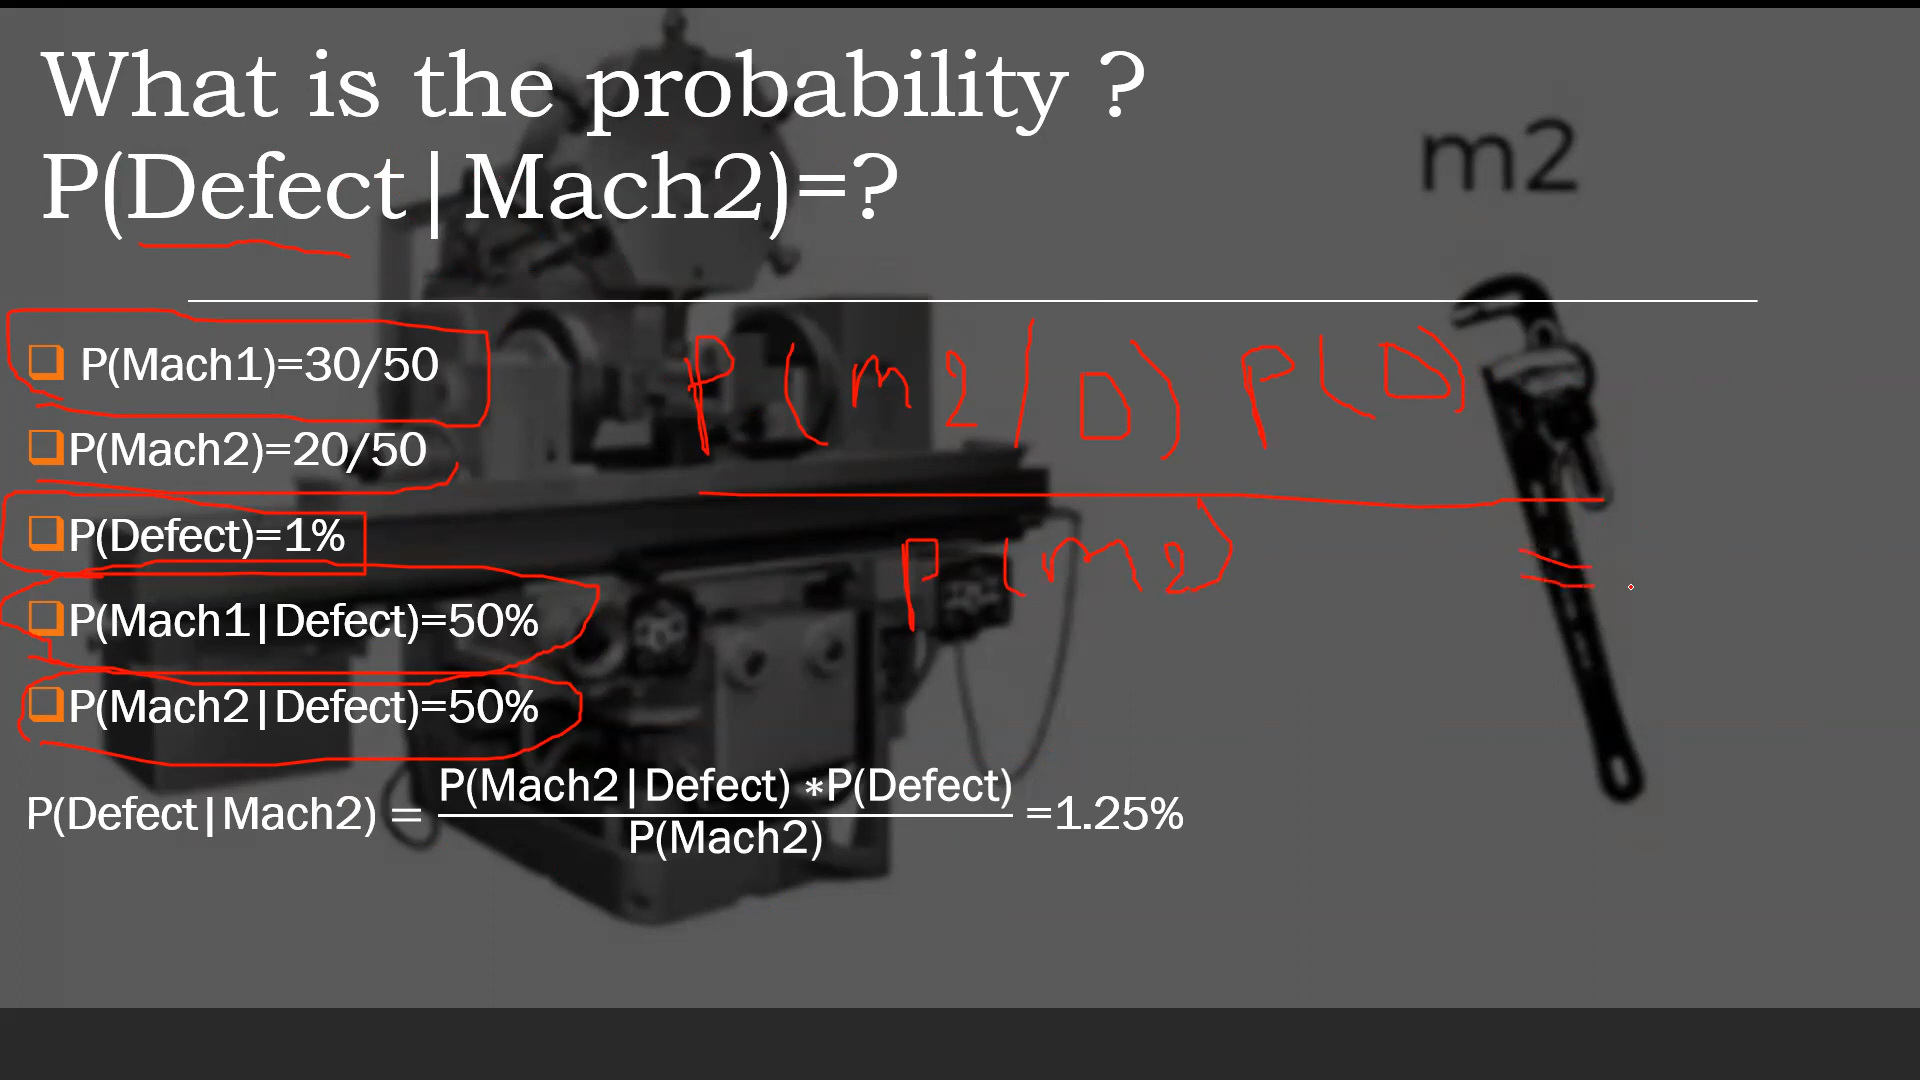 What is the probability ?
P(Defect|Mach2)=?
m2
P(Mach1)=30/50
P(Mach2)=20/50
P(Defect)=1%
P(Mach1|Defect)=50%
P(Mach2|Defect)=50%
P(m2/D) P(D)
P(m2)
=
P(Defect|Mach2) = P(Mach2|Defect) *P(Defect) =1.25%
P(Mach2)